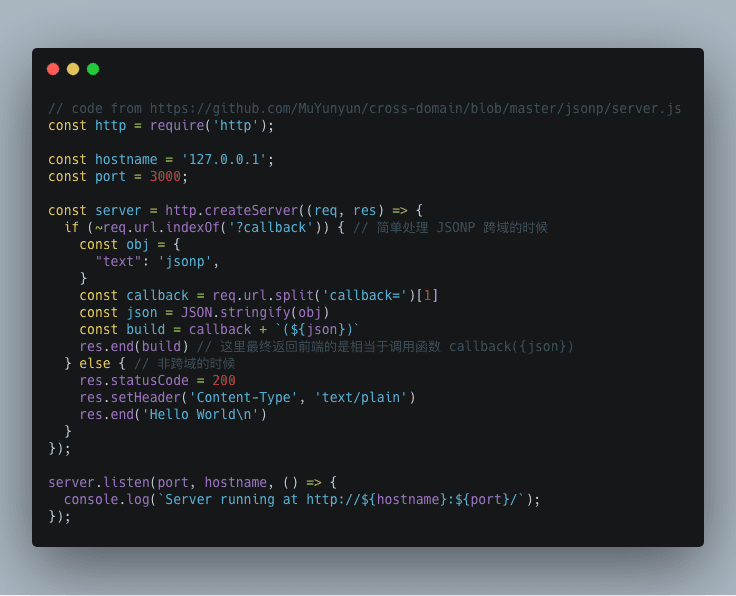 // code from https://github.com/MuYunyun/cross-domain/blob/master/jsonp/server.js
const http = require('http');

const hostname = '127.0.0.1';
const port = 3000;

const server = http.createServer((req, res) => {
  if (~req.url.indexOf('?callback')) { // 简单处理 JSONP 跨域的时候
    const obj = {
      "text": 'jsonp',
    }
    const callback = req.url.split('callback=')[1]
    const json = JSON.stringify(obj)
    const build = callback + `(${json})`
    res.end(build) // 这里最终返回前端的是相当于调用函数 callback({json})
  } else { // 非跨域的时候
    res.statusCode = 200
    res.setHeader('Content-Type', 'text/plain')
    res.end('Hello World\n')
  }
});

server.listen(port, hostname, () => {
  console.log(`Server running at http://${hostname}:${port}/`);
});